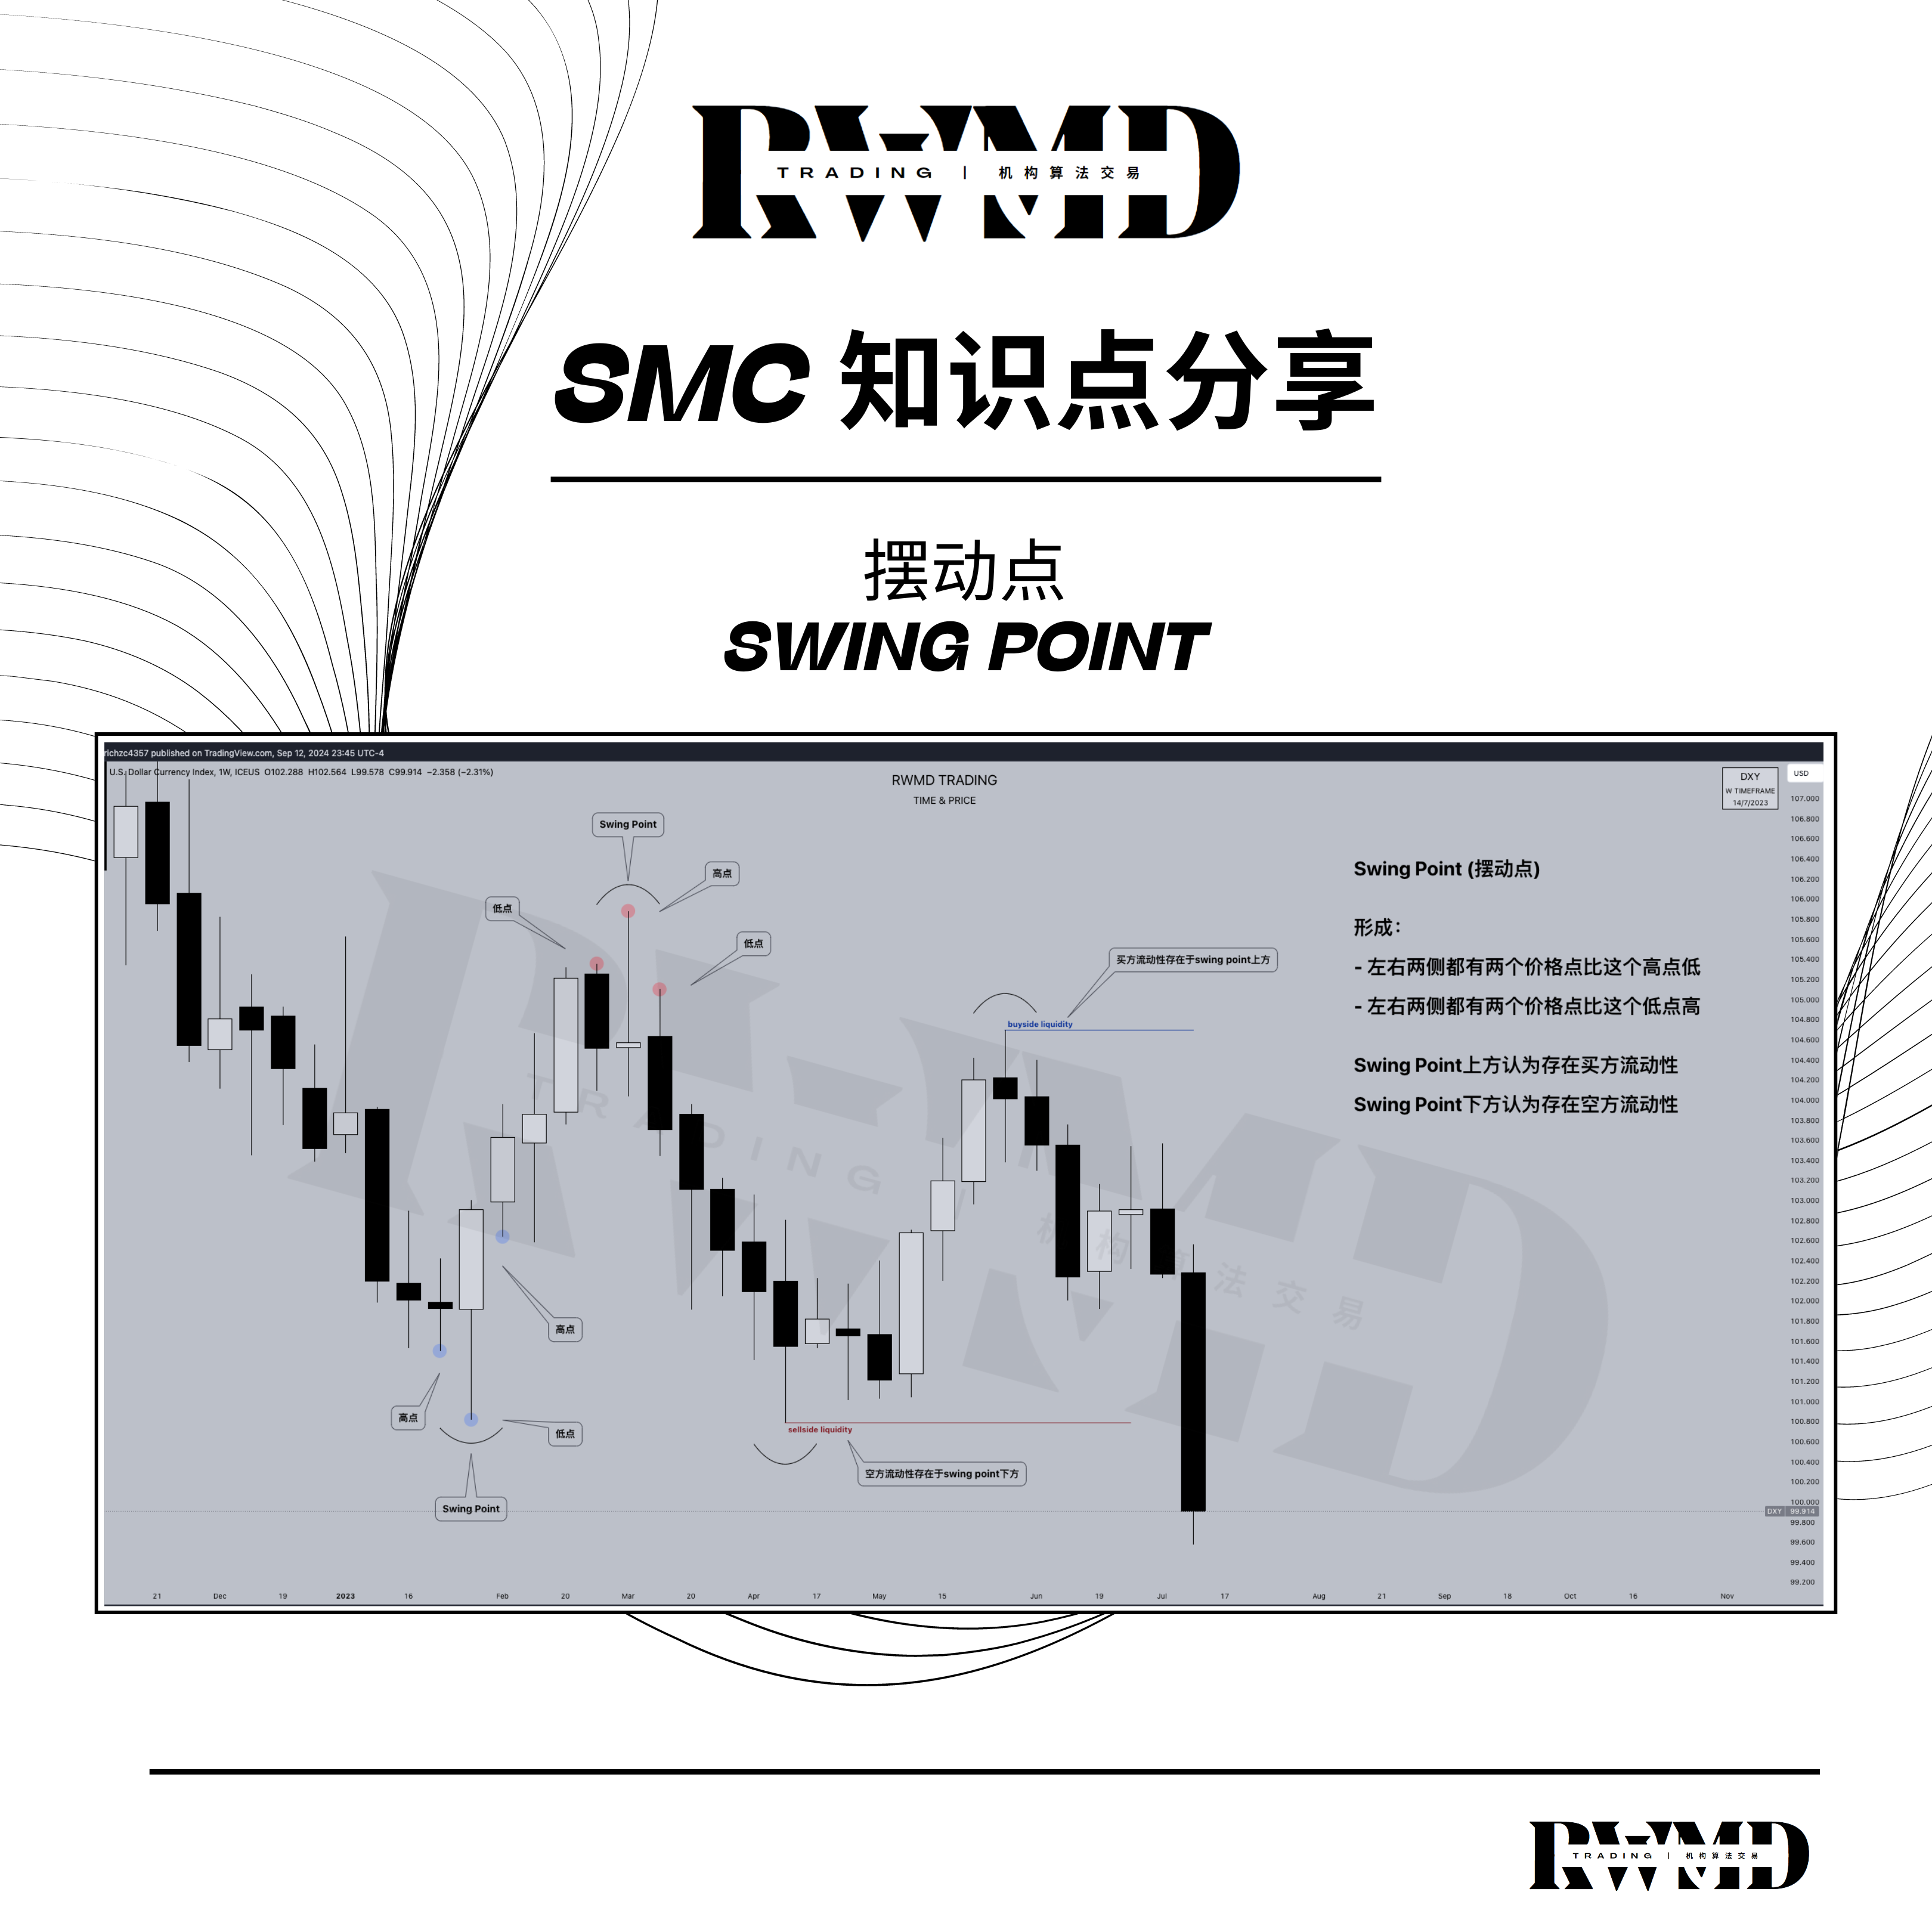 RWMD
TRADING | 机构算法交易
SMC 知识点分享
摆动点
SWING POINT
richzc4357 published on TradingView.com, Sep 12, 2024 23:45 UTC-4
U.S. Dollar Currency Index, 1W, ICEUS O102.288 H102.564 L99.578 C99.914 −2.358 (−2.31%)
RWMD TRADING
TIME & PRICE
DXY
W TIMEFRAME
14/7/2023
USD
Swing Point
高点
低点
低点
买方流动性存在于swing point上方
buyside liquidity
Swing Point (摆动点)
形成：
- 左右两侧都有两个价格点比这个高点低
- 左右两侧都有两个价格点比这个低点高
Swing Point上方认为存在买方流动性
Swing Point下方认为存在空方流动性
高点
高点
低点
Swing Point
sellside liquidity
空方流动性存在于swing point下方
RWMD
TRADING | 机构算法交易
107.000
106.800
106.600
106.400
106.200
106.000
105.800
105.600
105.400
105.200
105.000
104.800
104.600
104.400
104.200
104.000
103.800
103.600
103.400
103.200
103.000
102.800
102.600
102.400
102.200
102.000
101.800
101.600
101.400
101.200
101.000
100.800
100.600
100.400
100.200
100.000
DXY 99.914
99.800
99.600
99.400
99.200
21 Dec 19 2023 16 Feb 20 Mar 20 Apr 17 May 15 Jun 19 Jul 17 Aug 21 Sep 18 Oct 16 Nov
RWMD
TRADING | 机构算法交易